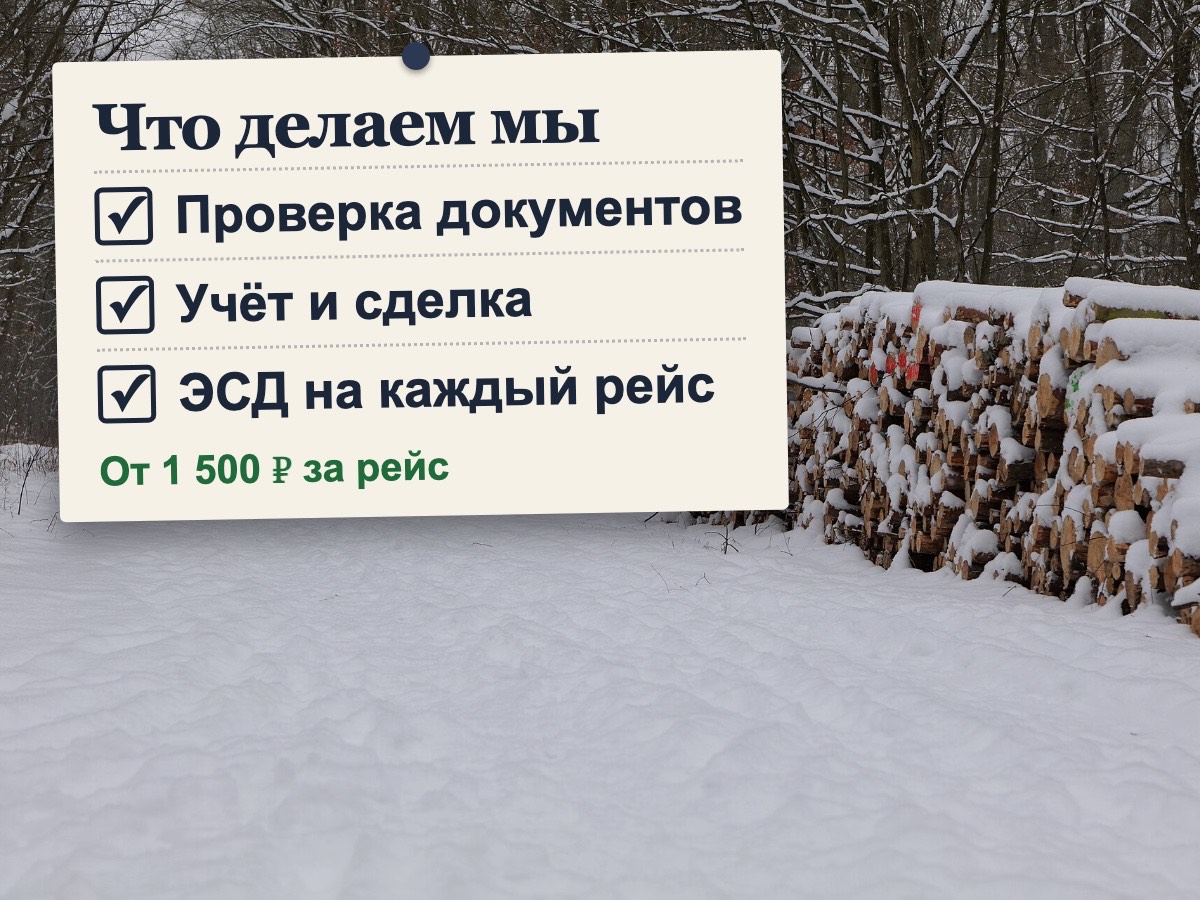 Что делаем мы
Проверка документов
Учёт и сделка
ЭСД на каждый рейс
От 1 500 ₽ за рейс